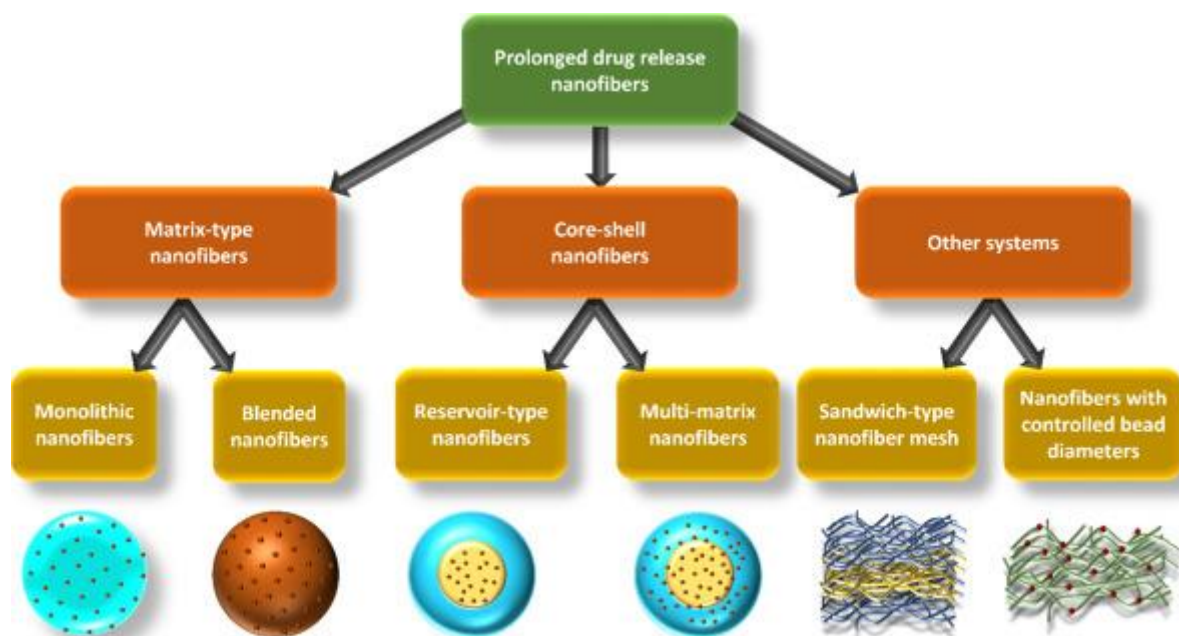 Prolonged drug release
nanofibers
Matrix-type
nanofibers
Core-shell
nanofibers
Other systems
Monolithic
nanofibers
Blended
nanofibers
Reservoir-type
nanofibers
Multi-matrix
nanofibers
Sandwich-type
nanofiber mesh
Nanofibers with
controlled bead
diameters